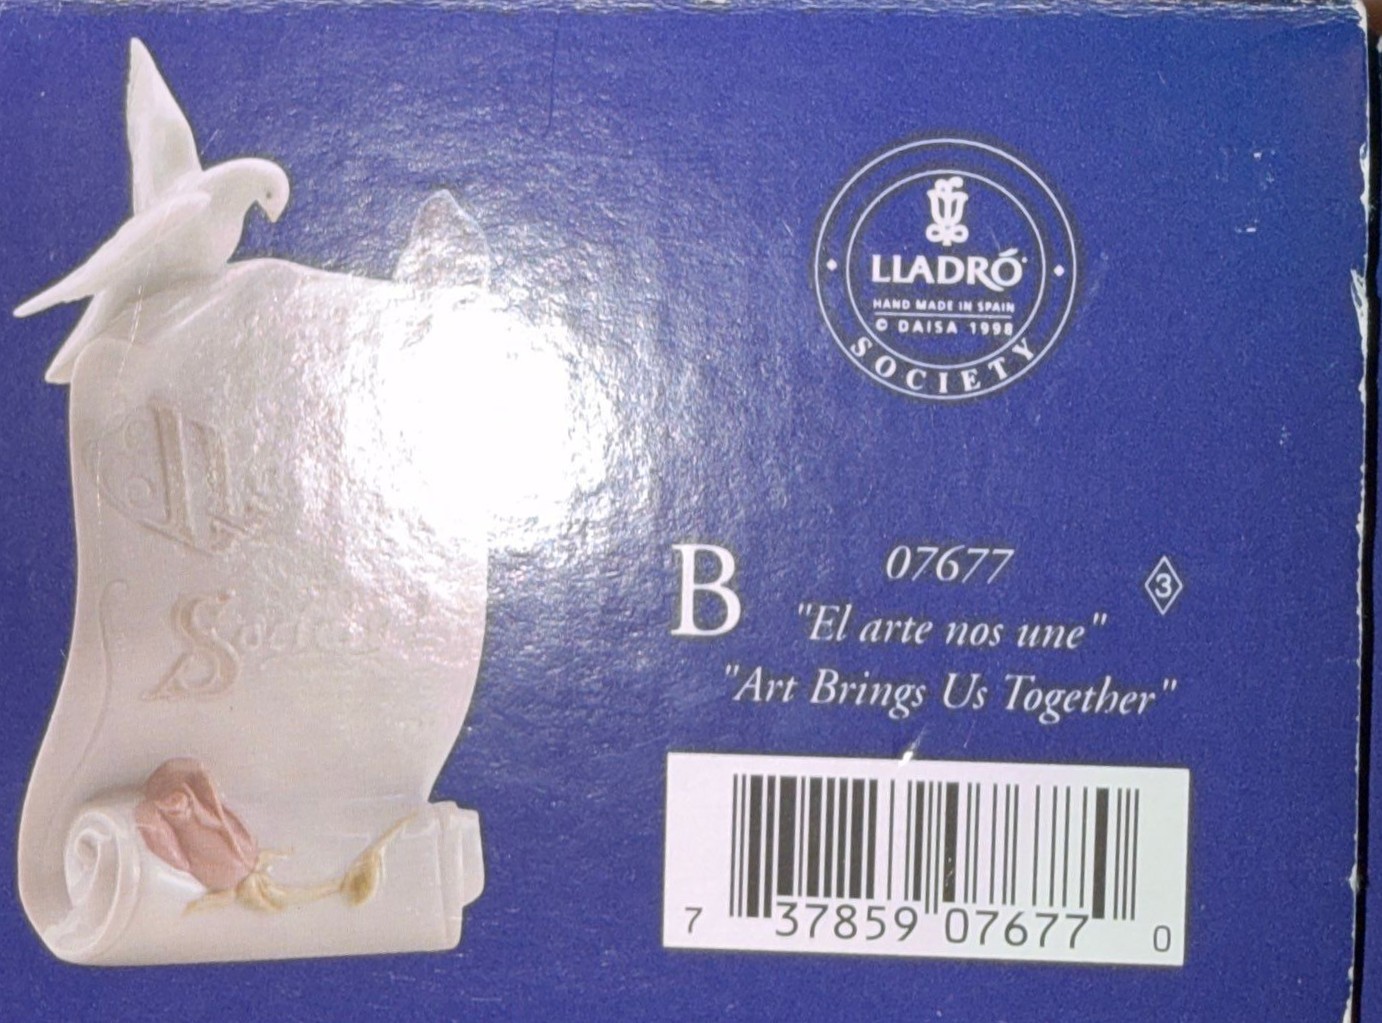 LLADRÓ
HAND MADE IN SPAIN
© DAISA 1998
SOCIETY
B
07677
3
"El arte nos une"
"Art Brings Us Together"
7 37859 07677 0
Society